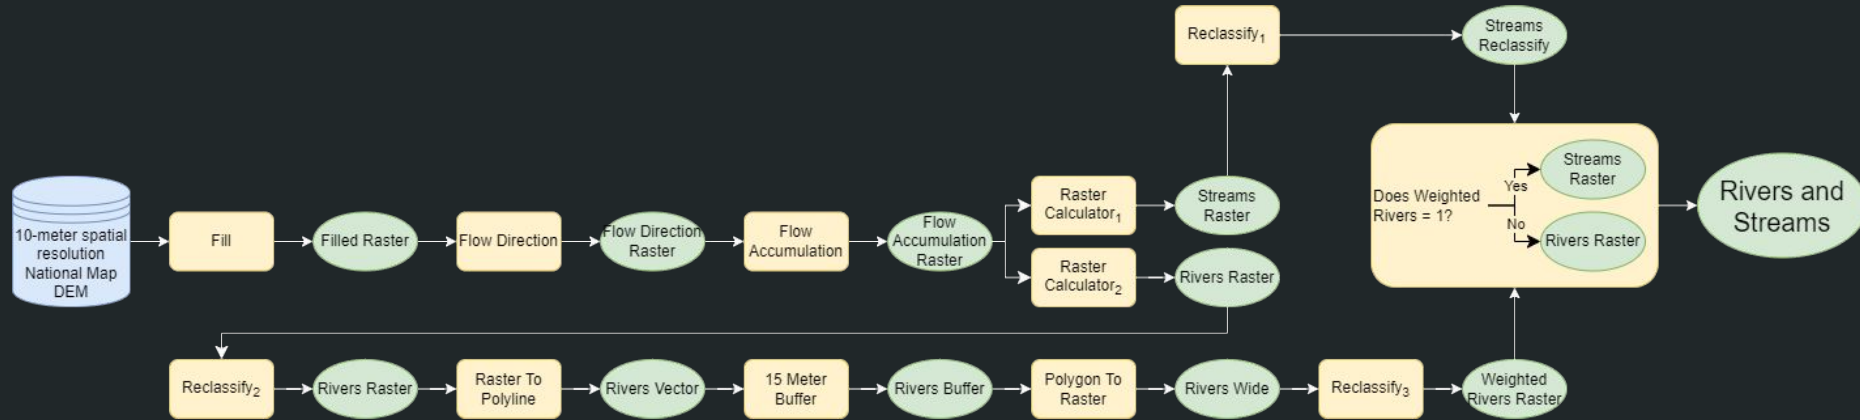 10-meter spatial
resolution
National Map
DEM
Fill
Filled Raster
Flow Direction
Flow Direction
Raster
Flow
Accumulation
Flow
Accumulation
Raster
Raster
Calculator₁
Streams
Raster
Reclassify₁
Streams
Reclassify
Raster
Calculator₂
Rivers Raster
Reclassify₂
Rivers Raster
Raster To
Polyline
Rivers Vector
15 Meter
Buffer
Rivers Buffer
Polygon To
Raster
Rivers Wide
Reclassify₃
Weighted
Rivers Raster
Does Weighted
Rivers = 1?
Yes
Streams
Raster
No
Rivers Raster
Rivers and
Streams